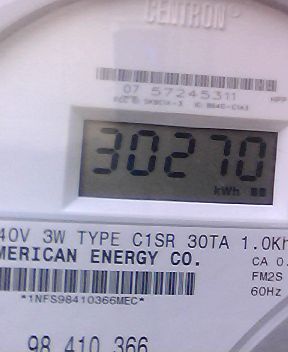 CENTRON®
07 57245311
30270
kWh
40V 3W TYPE C1SR 30TA 1.0Kh
MERICAN ENERGY CO.
CA 0.
FM2S
60Hz
*1NFS98410366MEC*
98 410 366